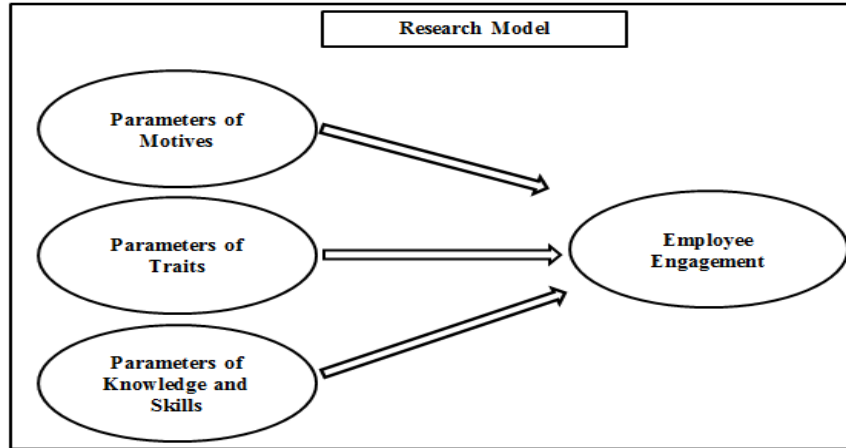 Research Model
Parameters of
Motives
Parameters of
Traits
Employee
Engagement
Parameters of
Knowledge and
Skills